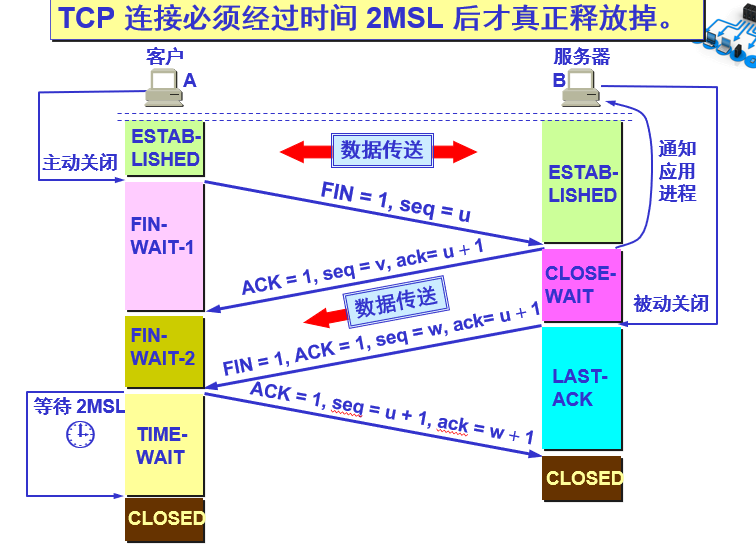 TCP 连接必须经过时间 2MSL 后才真正释放掉。
客户
A
服务器
B
ESTAB-
LISHED
主动关闭
数据传送
ESTAB-
LISHED
通知
应用
进程
FIN = 1, seq = u
FIN-
WAIT-1
ACK = 1, seq = v, ack= u + 1
CLOSE-
WAIT
数据传送
被动关闭
FIN-
WAIT-2
FIN = 1, ACK = 1, seq = w, ack= u + 1
LAST-
ACK
等待 2MSL
ACK = 1, seq = u + 1, ack = w + 1
TIME-
WAIT
CLOSED
CLOSED